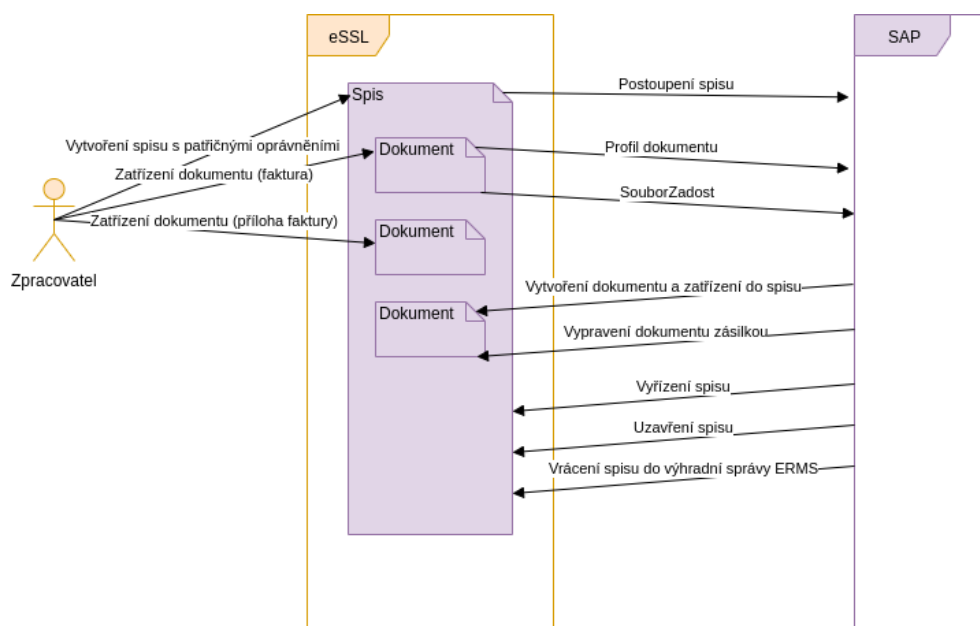 eSSL
SAP
Spis
Postoupení spisu
Vytvoření spisu s patřičnými oprávněními
Dokument
Profil dokumentu
Zatřízení dokumentu (faktura)
SouborZadost
Zatřízení dokumentu (příloha faktury)
Dokument
Zpracovatel
Vytvoření dokumentu a zatřízení do spisu
Dokument
Vypravení dokumentu zásilkou
Vyřízení spisu
Uzavření spisu
Vrácení spisu do výhradní správy ERMS